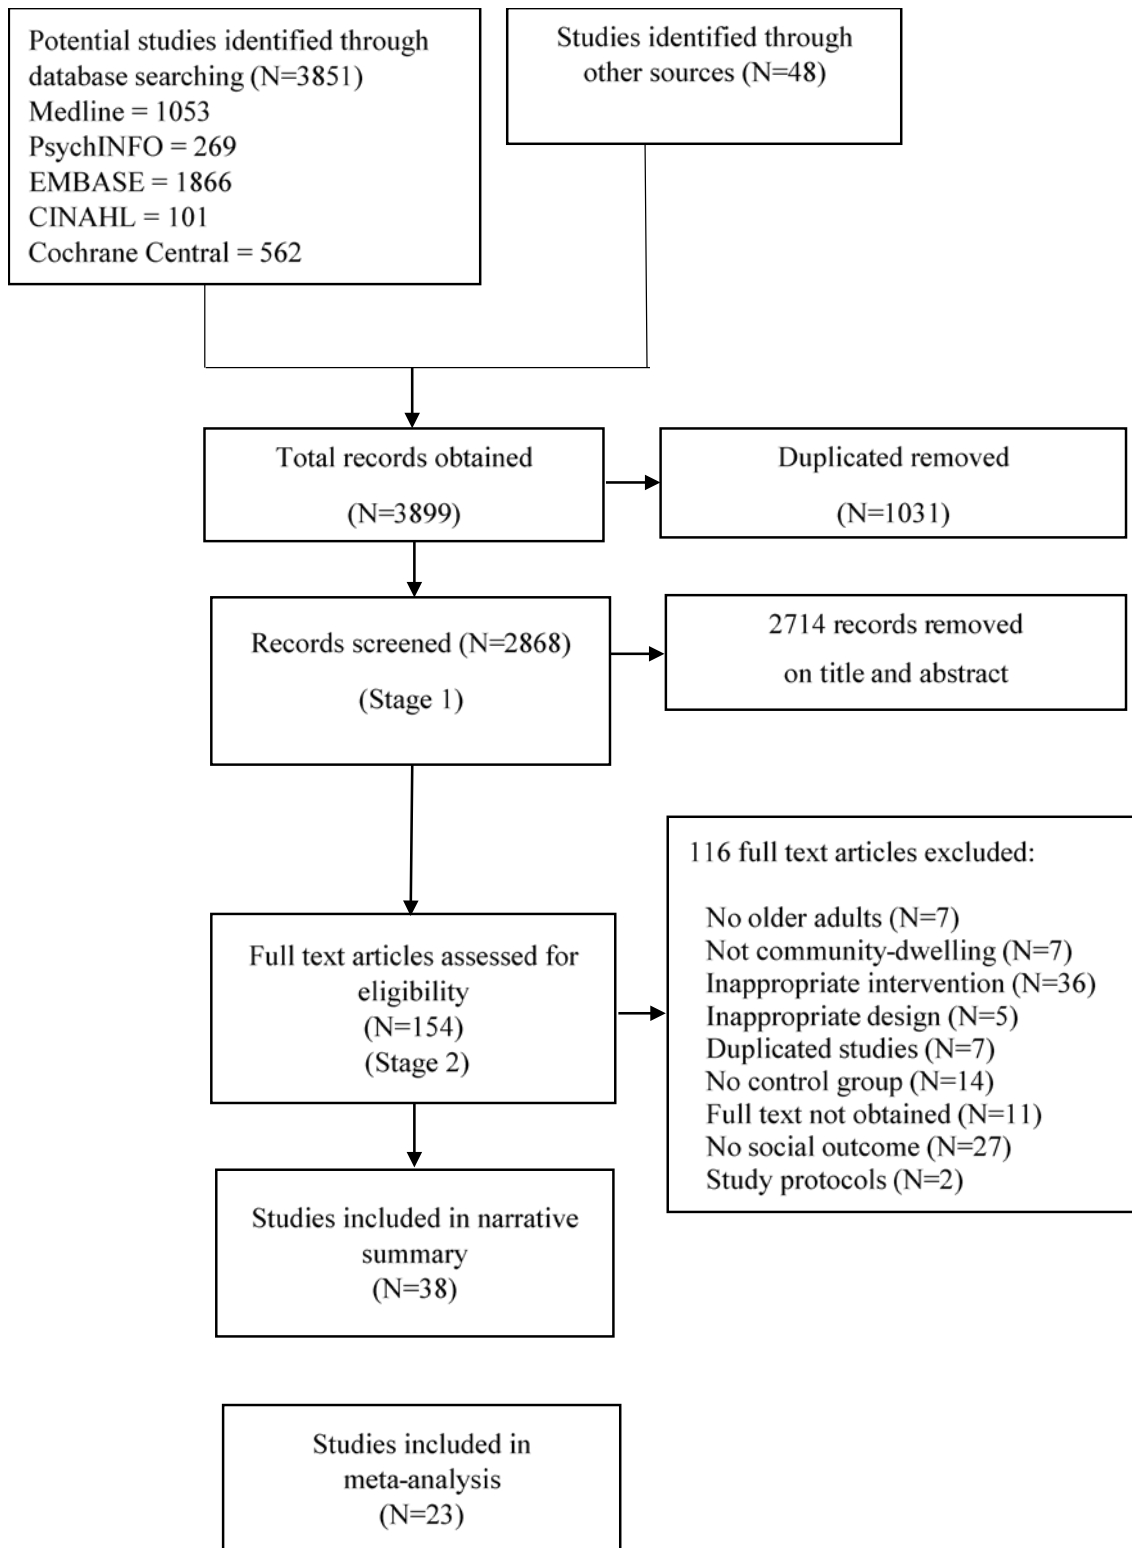 Potential studies identified through
database searching (N=3851)
Medline = 1053
PsychINFO = 269
EMBASE = 1866
CINAHL = 101
Cochrane Central = 562
Studies identified through
other sources (N=48)
Total records obtained
(N=3899)
Duplicated removed
(N=1031)
Records screened (N=2868)
(Stage 1)
2714 records removed
on title and abstract
Full text articles assessed for
eligibility
(N=154)
(Stage 2)
116 full text articles excluded:
No older adults (N=7)
Not community-dwelling (N=7)
Inappropriate intervention (N=36)
Inappropriate design (N=5)
Duplicated studies (N=7)
No control group (N=14)
Full text not obtained (N=11)
No social outcome (N=27)
Study protocols (N=2)
Studies included in narrative
summary
(N=38)
Studies included in
meta-analysis
(N=23)